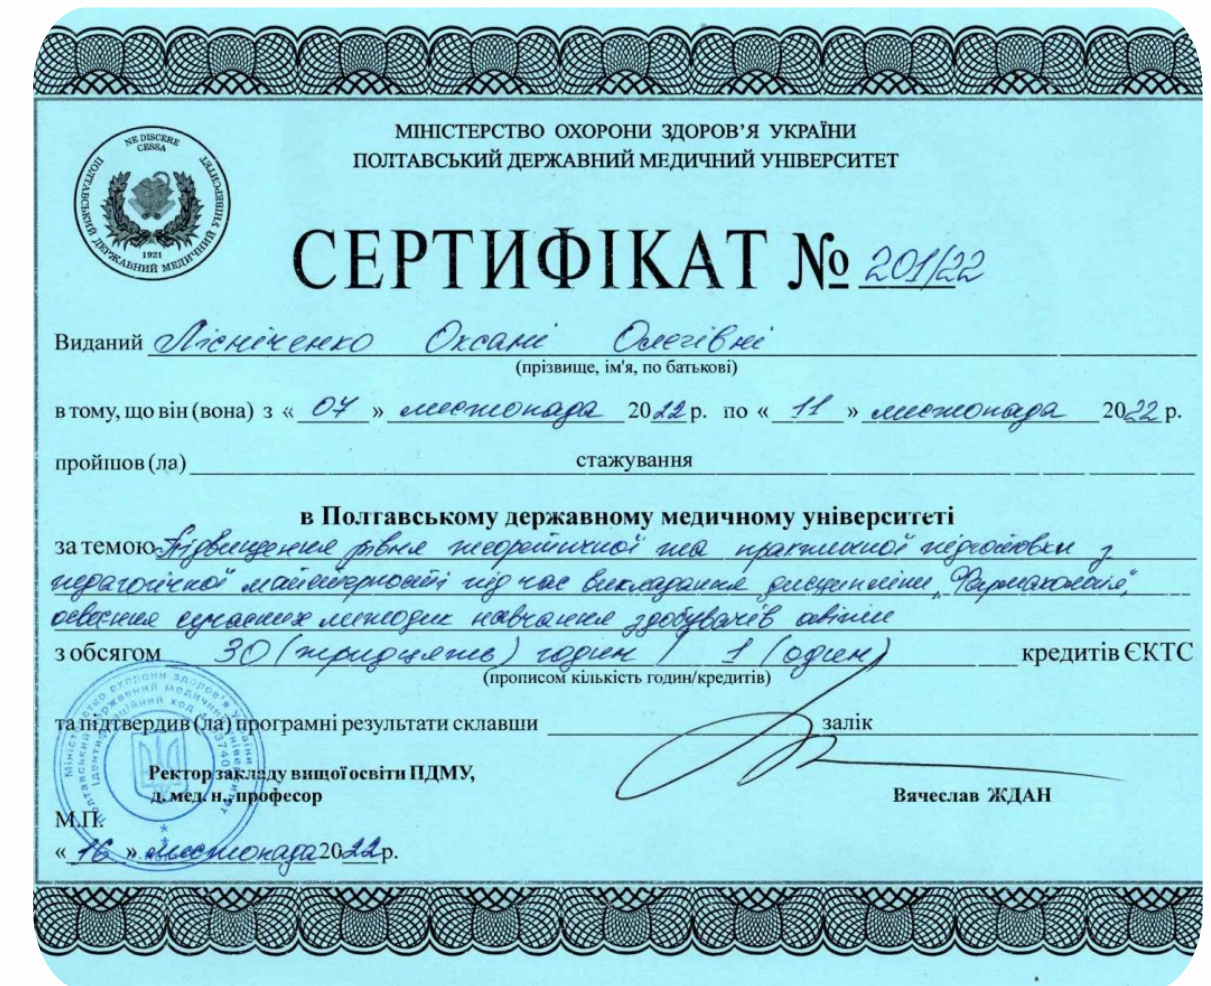 МІНІСТЕРСТВО ОХОРОНИ ЗДОРОВ'Я УКРАЇНИ
ПОЛТАВСЬКИЙ ДЕРЖАВНИЙ МЕДИЧНИЙ УНІВЕРСИТЕТ
NE DISCERE CESSA
ПОЛТАВСЬКИЙ ДЕРЖАВНИЙ МЕДИЧНИЙ УНІВЕРСИТЕТ
1921
СЕРТИФІКАТ № 201/22
Виданий Лісніченко Оксані Олегівні
(прізвище, ім'я, по батькові)
в тому, що він (вона) з « 07 » листопада 2022 р. по « 11 » листопада 2022 р.
пройшов (ла) стажування
в Полтавському державному медичному університеті
за темою Підвищення рівня теоретичної та практичної підготовки з
педагогічної майстерності під час викладання дисципліни „Фармакологія",
освоєння сучасних методик навчання здобувачів освіти
з обсягом 30 (тридцять) годин / 1 (один) кредитів ЄКТС
(прописом кількість годин/кредитів)
та підтвердив (ла) програмні результати склавши залік
Ректор закладу вищої освіти ПДМУ,
д. мед. н., професор Вячеслав ЖДАН
М.П.
« 16 » листопада 2022 р.